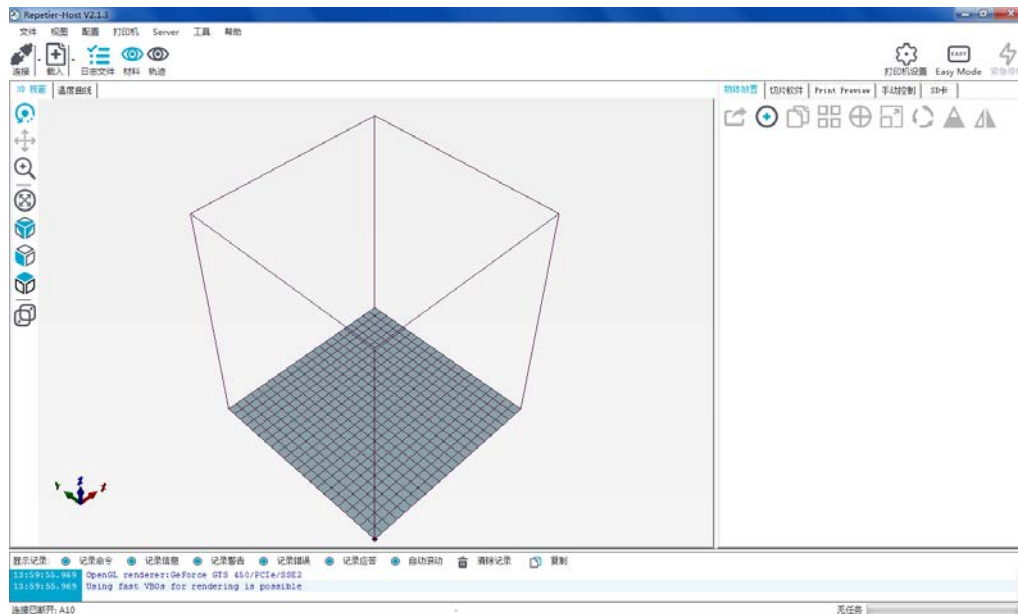 Repetier-Host V2.1.3
文件 视图 配置 打印机 Server 工具 帮助
连接 载入 日志文件 材料 轨迹 打印机设置 Easy Mode 紧急停机
EASY
3D 视窗 温度曲线 物体放置 切片软件 Print Preview 手动控制 SD卡
Y Z X
显示记录: 记录命令 记录信息 记录警告 记录错误 记录应答 自动滚动 清除记录 复制
13:59:55.969 OpenGL renderer:GeForce GTS 450/PCIe/SSE2
13:59:55.969 Using fast VBOs for rendering is possible
连接已断开: A10 - 无任务